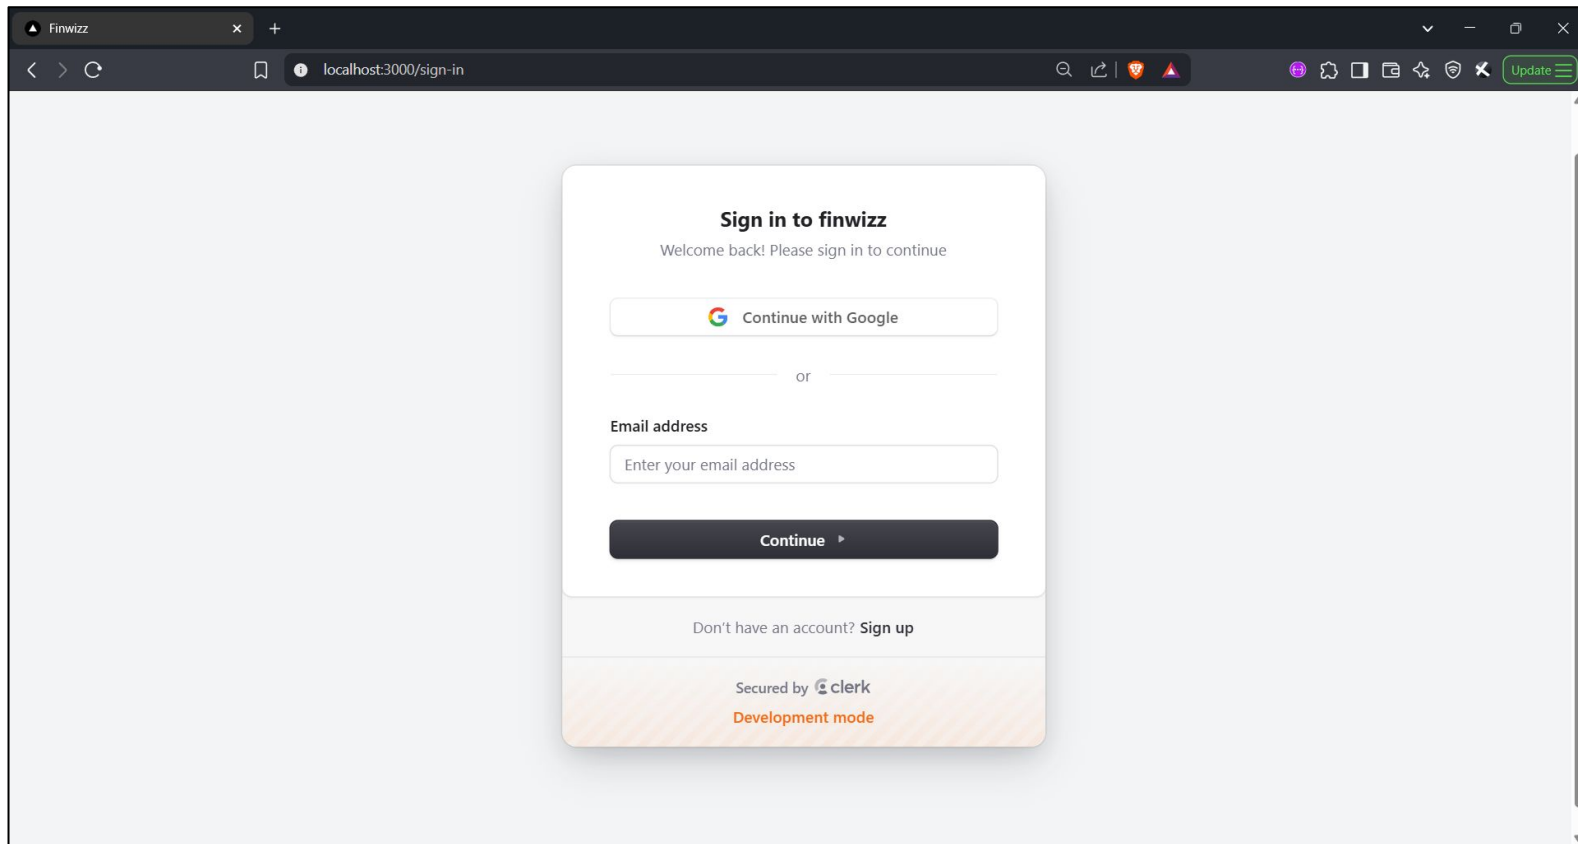 Finwizz
localhost:3000/sign-in
Update
Sign in to finwizz
Welcome back! Please sign in to continue
Continue with Google
or
Email address
Enter your email address
Continue
Don't have an account? Sign up
Secured by clerk
Development mode